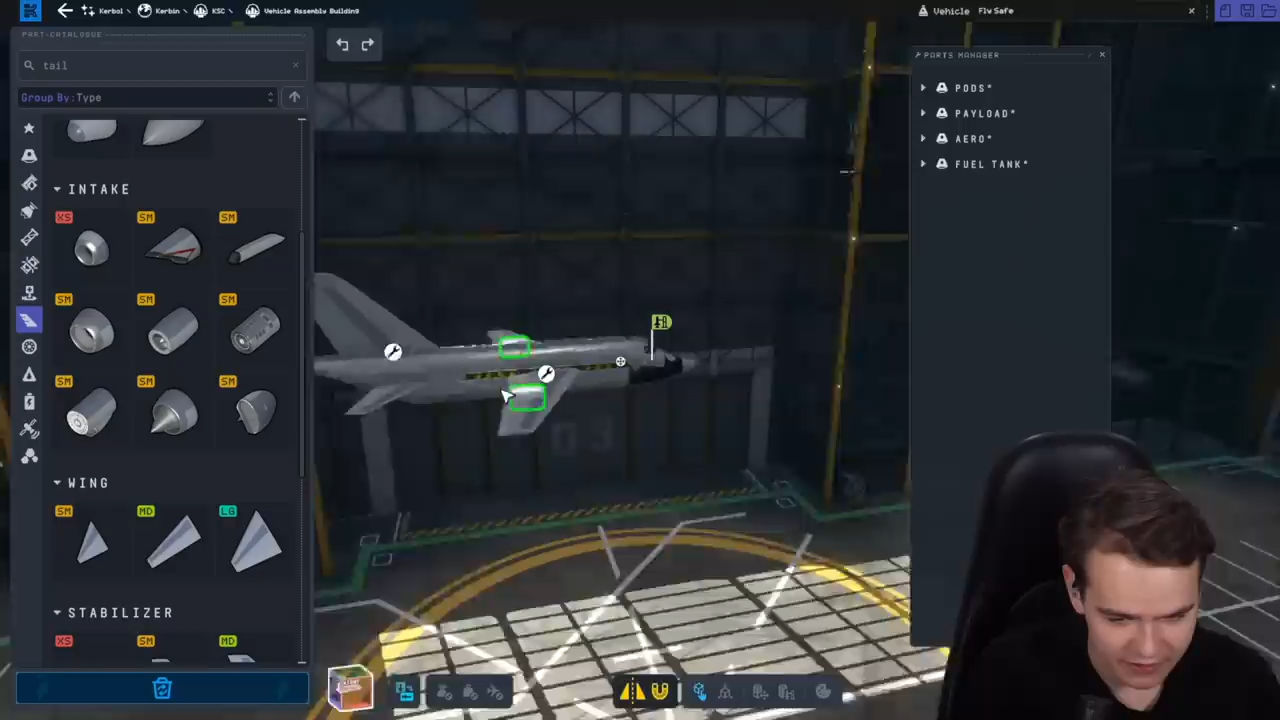 Kerbol
Kerbin
KSC
Vehicle Assembly Building
Vehicle
Fly Safe
PART-CATALOGUE
tail
Group By: Type
INTAKE
XS
SM
SM
SM
SM
SM
SM
SM
SM
WING
SM
MD
LG
STABILIZER
XS
SM
MD
PARTS MANAGER
PODS*
PAYLOAD*
AERO*
FUEL TANK*
03